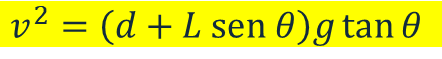 v² = (d + L sen θ)g tan θ